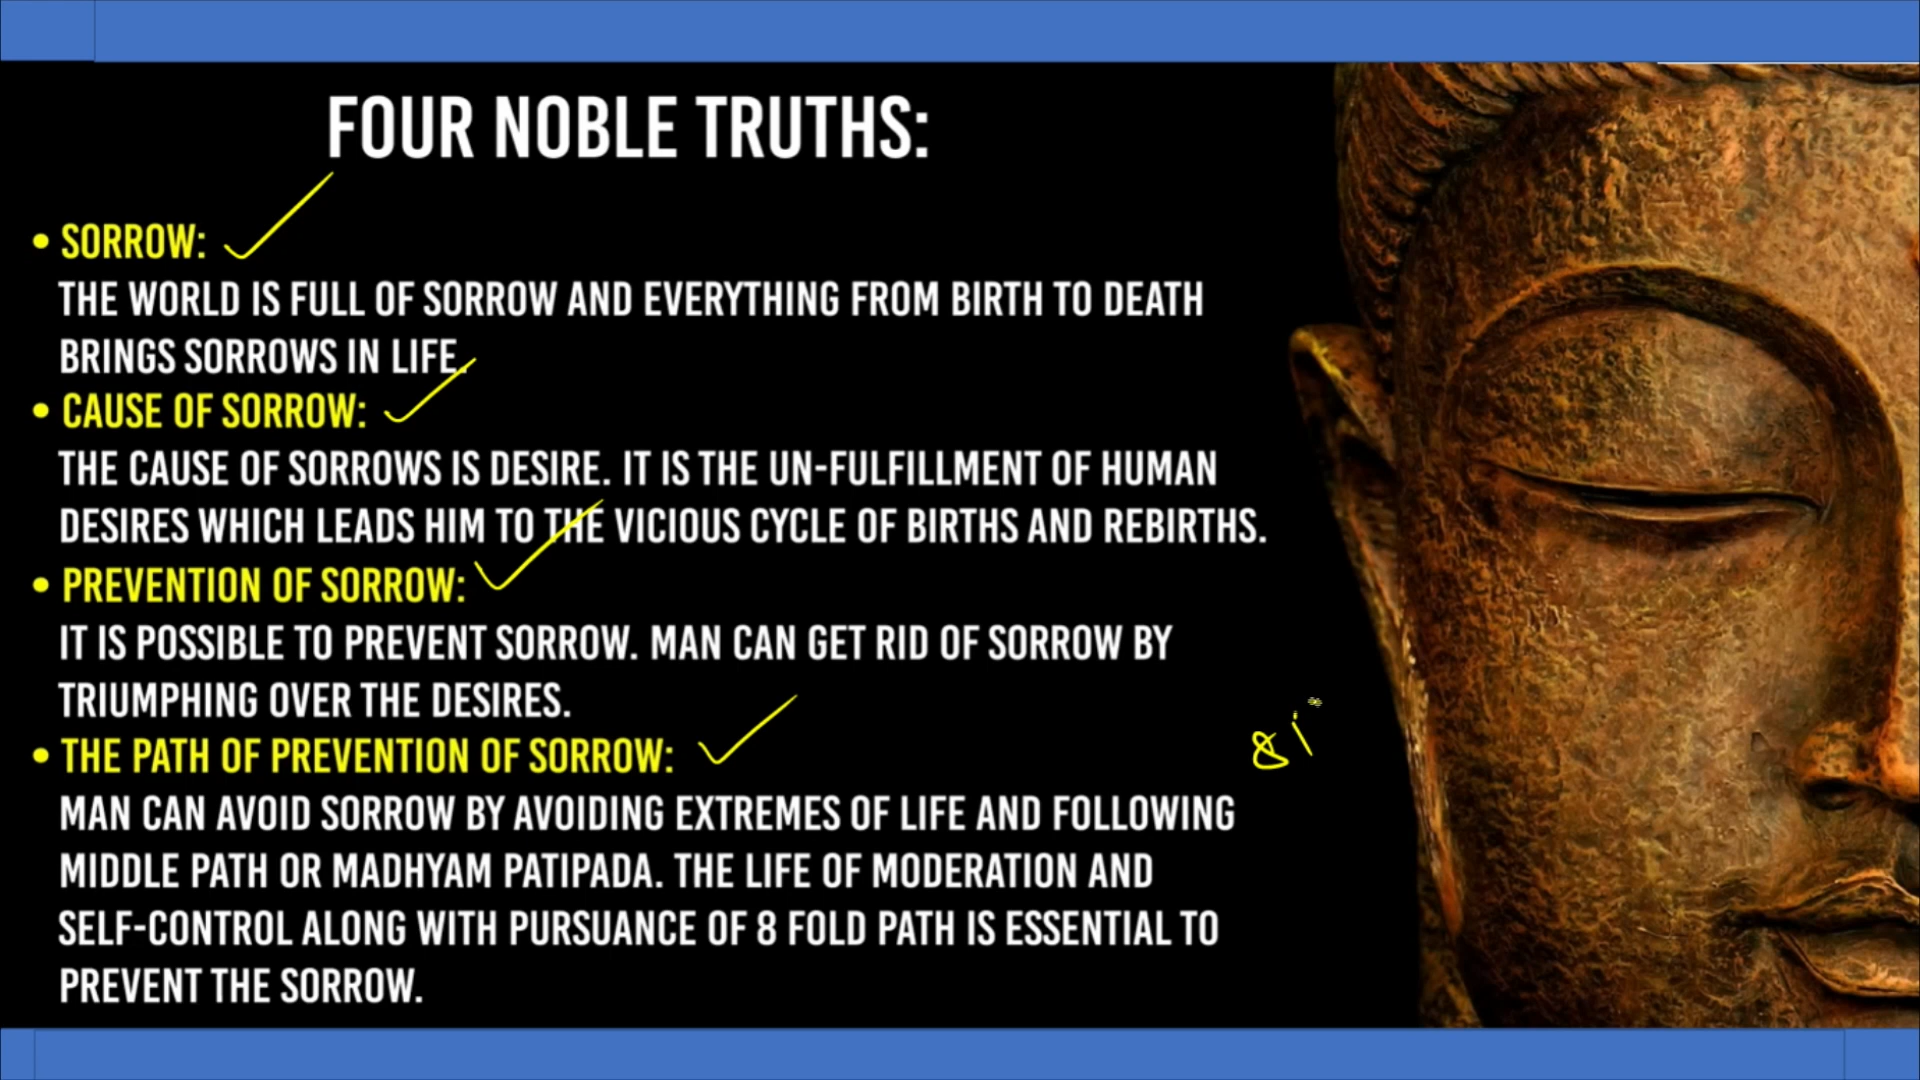 FOUR NOBLE TRUTHS:
• SORROW:
THE WORLD IS FULL OF SORROW AND EVERYTHING FROM BIRTH TO DEATH
BRINGS SORROWS IN LIFE.
• CAUSE OF SORROW:
THE CAUSE OF SORROWS IS DESIRE. IT IS THE UN-FULFILLMENT OF HUMAN
DESIRES WHICH LEADS HIM TO THE VICIOUS CYCLE OF BIRTHS AND REBIRTHS.
• PREVENTION OF SORROW:
IT IS POSSIBLE TO PREVENT SORROW. MAN CAN GET RID OF SORROW BY
TRIUMPHING OVER THE DESIRES.
• THE PATH OF PREVENTION OF SORROW:
8
MAN CAN AVOID SORROW BY AVOIDING EXTREMES OF LIFE AND FOLLOWING
MIDDLE PATH OR MADHYAM PATIPADA. THE LIFE OF MODERATION AND
SELF-CONTROL ALONG WITH PURSUANCE OF 8 FOLD PATH IS ESSENTIAL TO
PREVENT THE SORROW.